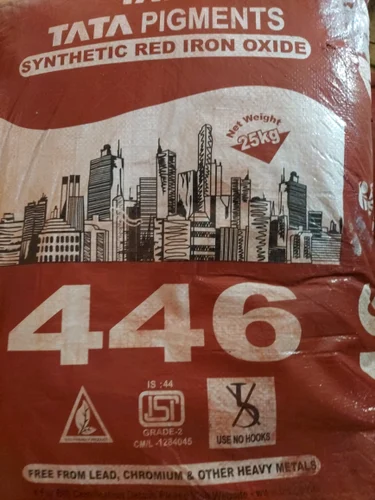 TATA PIGMENTS
SYNTHETIC RED IRON OXIDE
Net Weight
25kg
446
IS :44
ISI
GRADE-2
CM/L -1284045
USE NO HOOKS
FREE FROM LEAD, CHROMIUM & OTHER HEAVY METALS